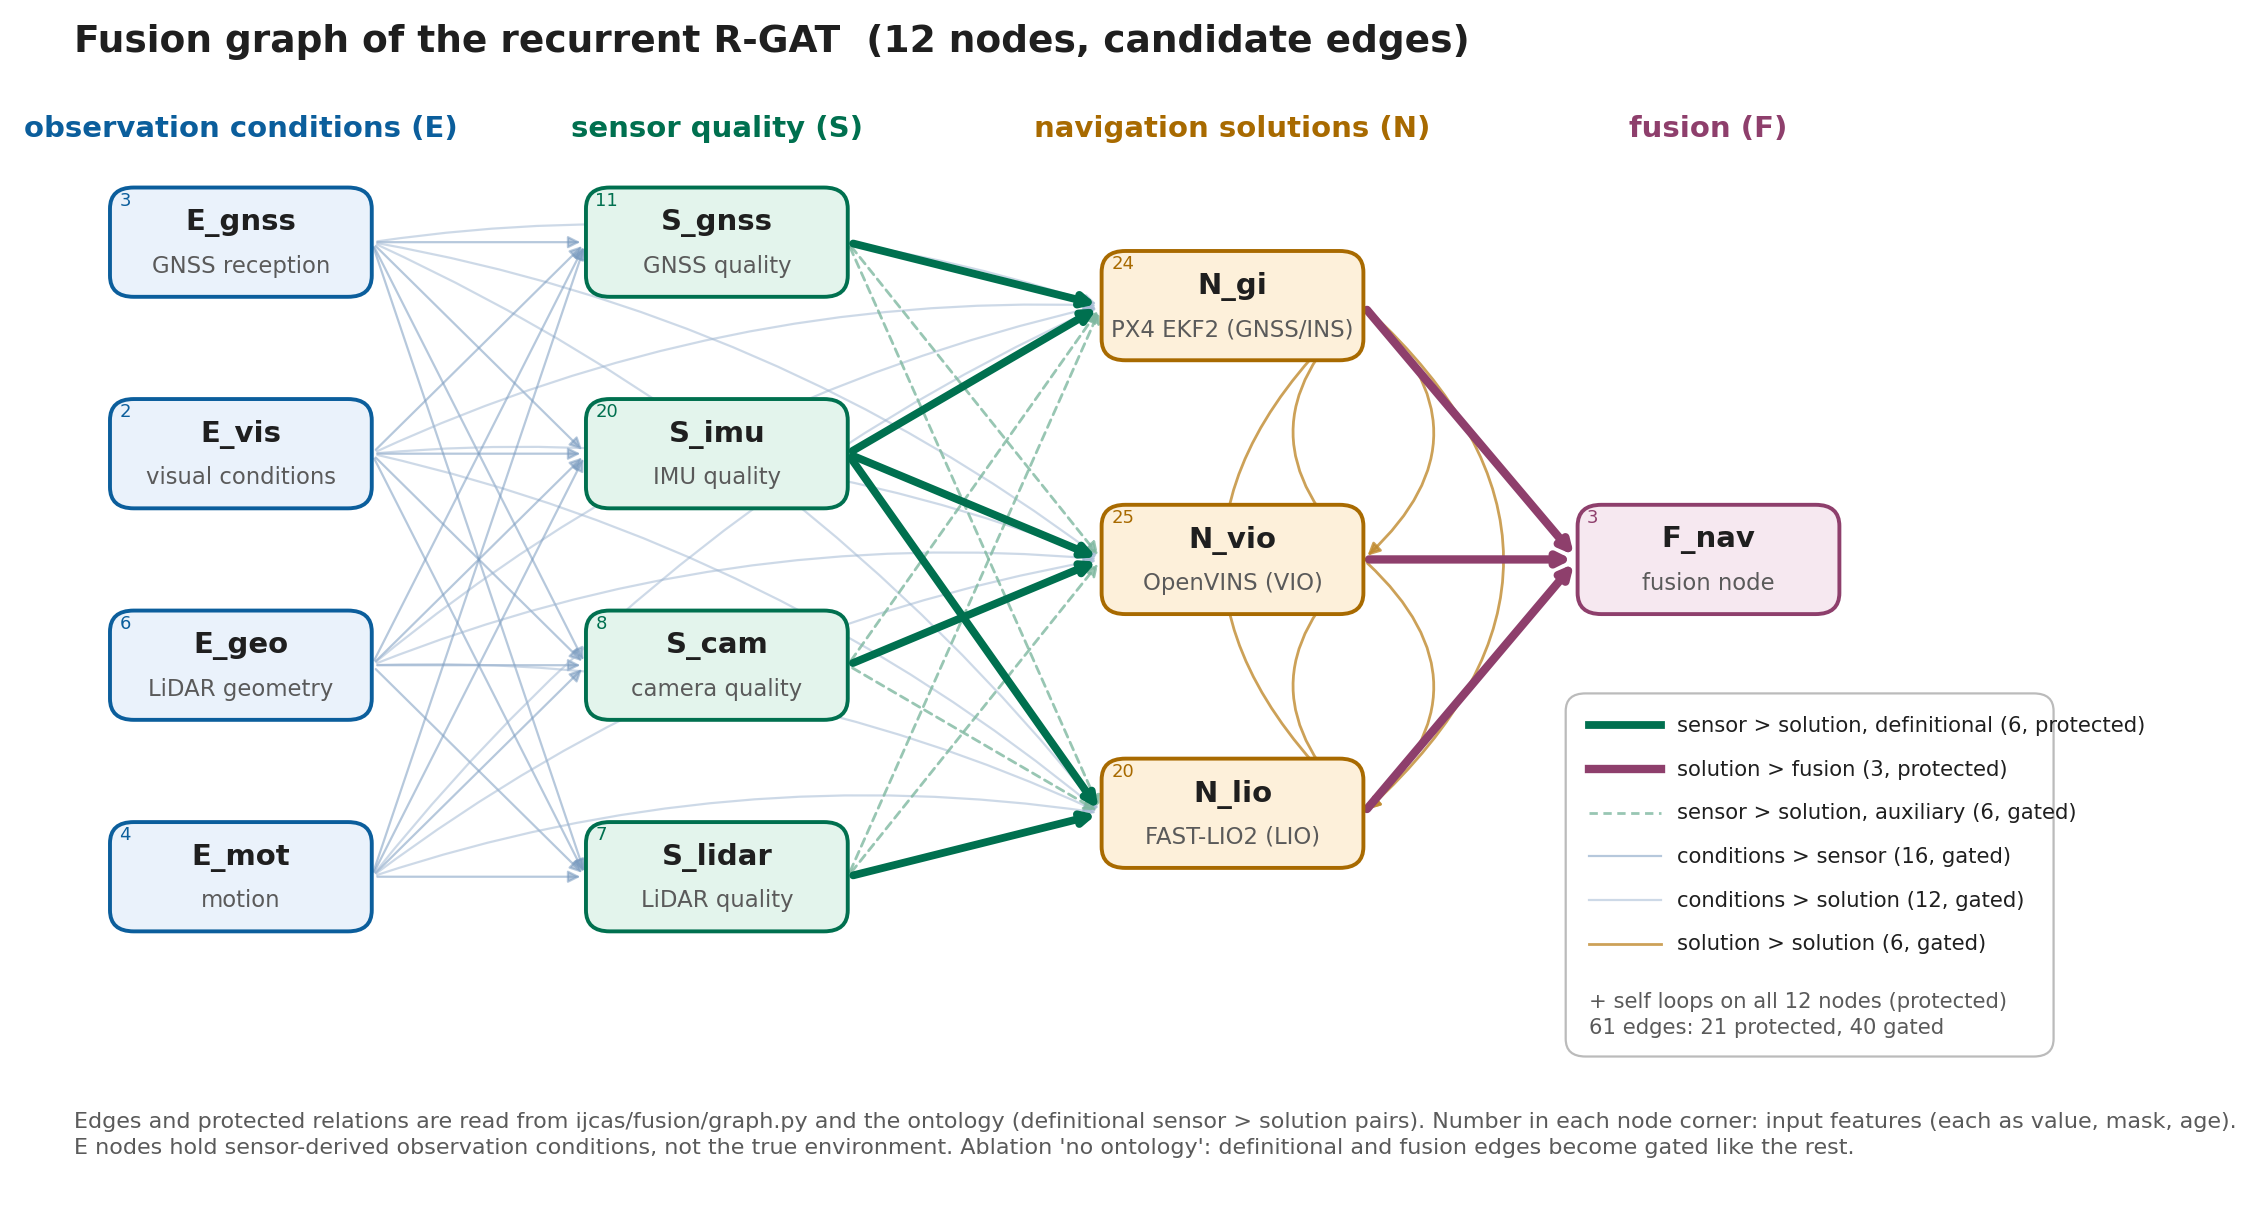 Fusion graph of the recurrent R-GAT (12 nodes, candidate edges)
observation conditions (E)
sensor quality (S)
navigation solutions (N)
fusion (F)
3
E_gnss
GNSS reception
2
E_vis
visual conditions
6
E_geo
LiDAR geometry
4
E_mot
motion
11
S_gnss
GNSS quality
20
S_imu
IMU quality
8
S_cam
camera quality
7
S_lidar
LiDAR quality
24
N_gi
PX4 EKF2 (GNSS/INS)
25
N_vio
OpenVINS (VIO)
20
N_lio
FAST-LIO2 (LIO)
3
F_nav
fusion node
sensor > solution, definitional (6, protected)
solution > fusion (3, protected)
sensor > solution, auxiliary (6, gated)
conditions > sensor (16, gated)
conditions > solution (12, gated)
solution > solution (6, gated)
+ self loops on all 12 nodes (protected)
61 edges: 21 protected, 40 gated
Edges and protected relations are read from ijcas/fusion/graph.py and the ontology (definitional sensor > solution pairs). Number in each node corner: input features (each as value, mask, age).
E nodes hold sensor-derived observation conditions, not the true environment. Ablation 'no ontology': definitional and fusion edges become gated like the rest.